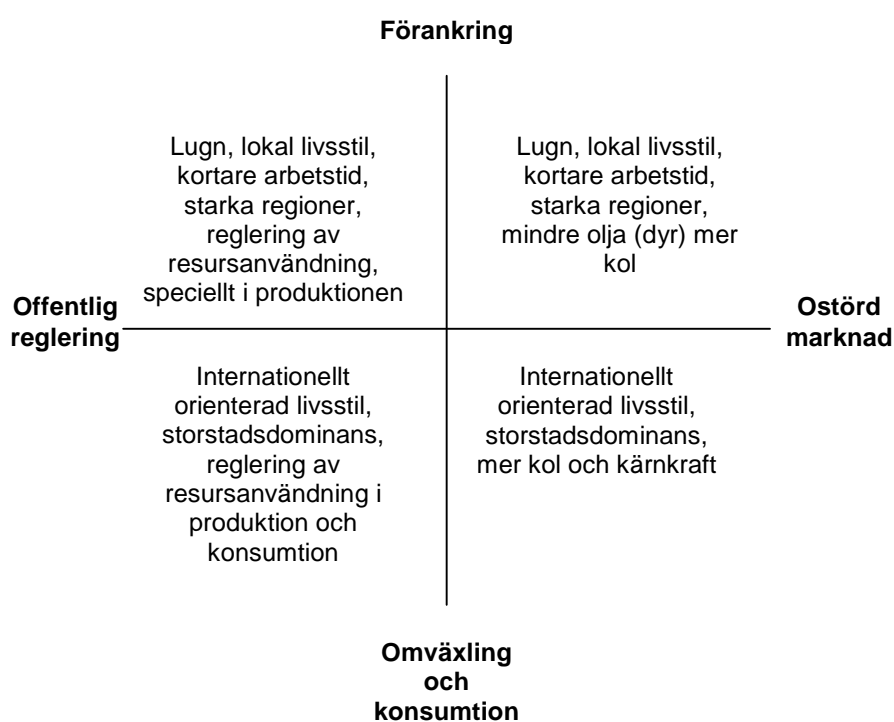 Förankring
Lugn, lokal livsstil,
kortare arbetstid,
starka regioner,
reglering av
resursanvändning,
speciellt i produktionen
Lugn, lokal livsstil,
kortare arbetstid,
starka regioner,
mindre olja (dyr) mer
kol
Offentlig
reglering
Ostörd
marknad
Internationellt
orienterad livsstil,
storstadsdominans,
reglering av
resursanvändning i
produktion och
konsumtion
Internationellt
orienterad livsstil,
storstadsdominans,
mer kol och kärnkraft
Omväxling
och
konsumtion